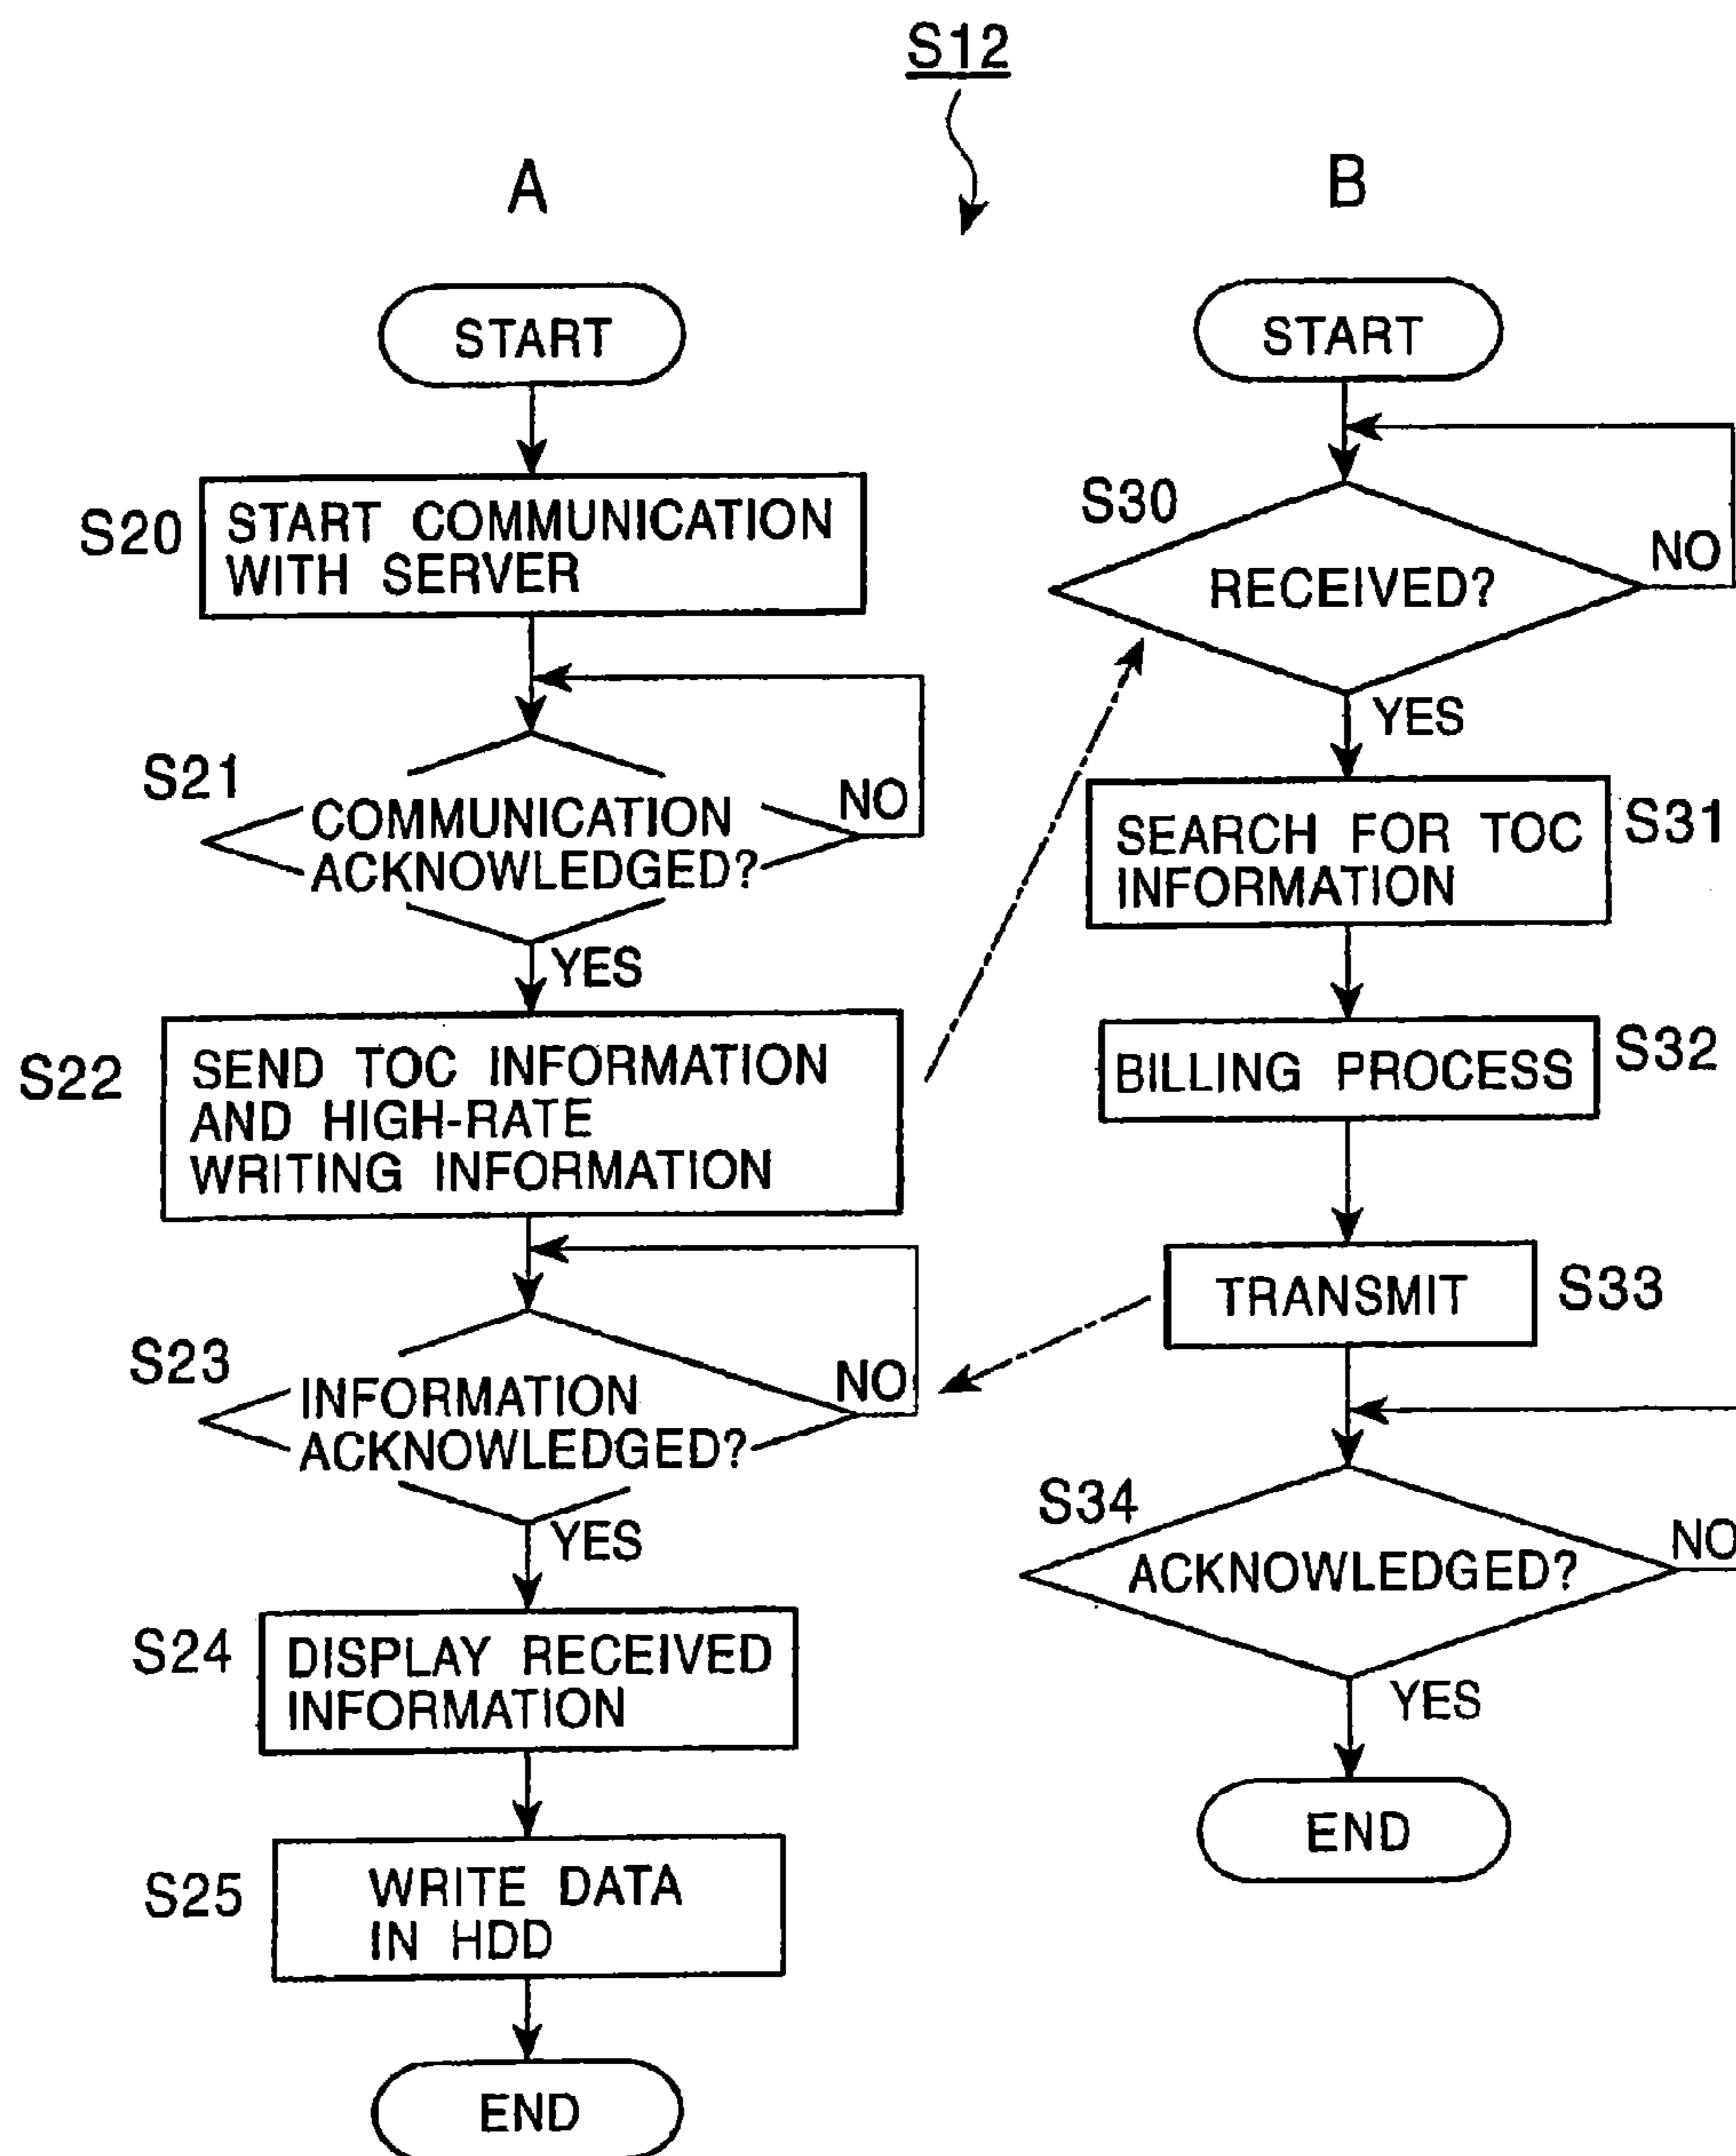 S12
A
START
S20
START COMMUNICATION
WITH SERVER
S21
COMMUNICATION
ACKNOWLEDGED?
NO
YES
S22
SEND TOC INFORMATION
AND HIGH-RATE
WRITING INFORMATION
S23
INFORMATION
ACKNOWLEDGED?
NO
YES
S24
DISPLAY RECEIVED
INFORMATION
S25
WRITE DATA
IN HDD
END
B
START
S30
RECEIVED?
NO
YES
SEARCH FOR TOC
INFORMATION
S31
BILLING PROCESS
S32
TRANSMIT
S33
S34
ACKNOWLEDGED?
NO
YES
END